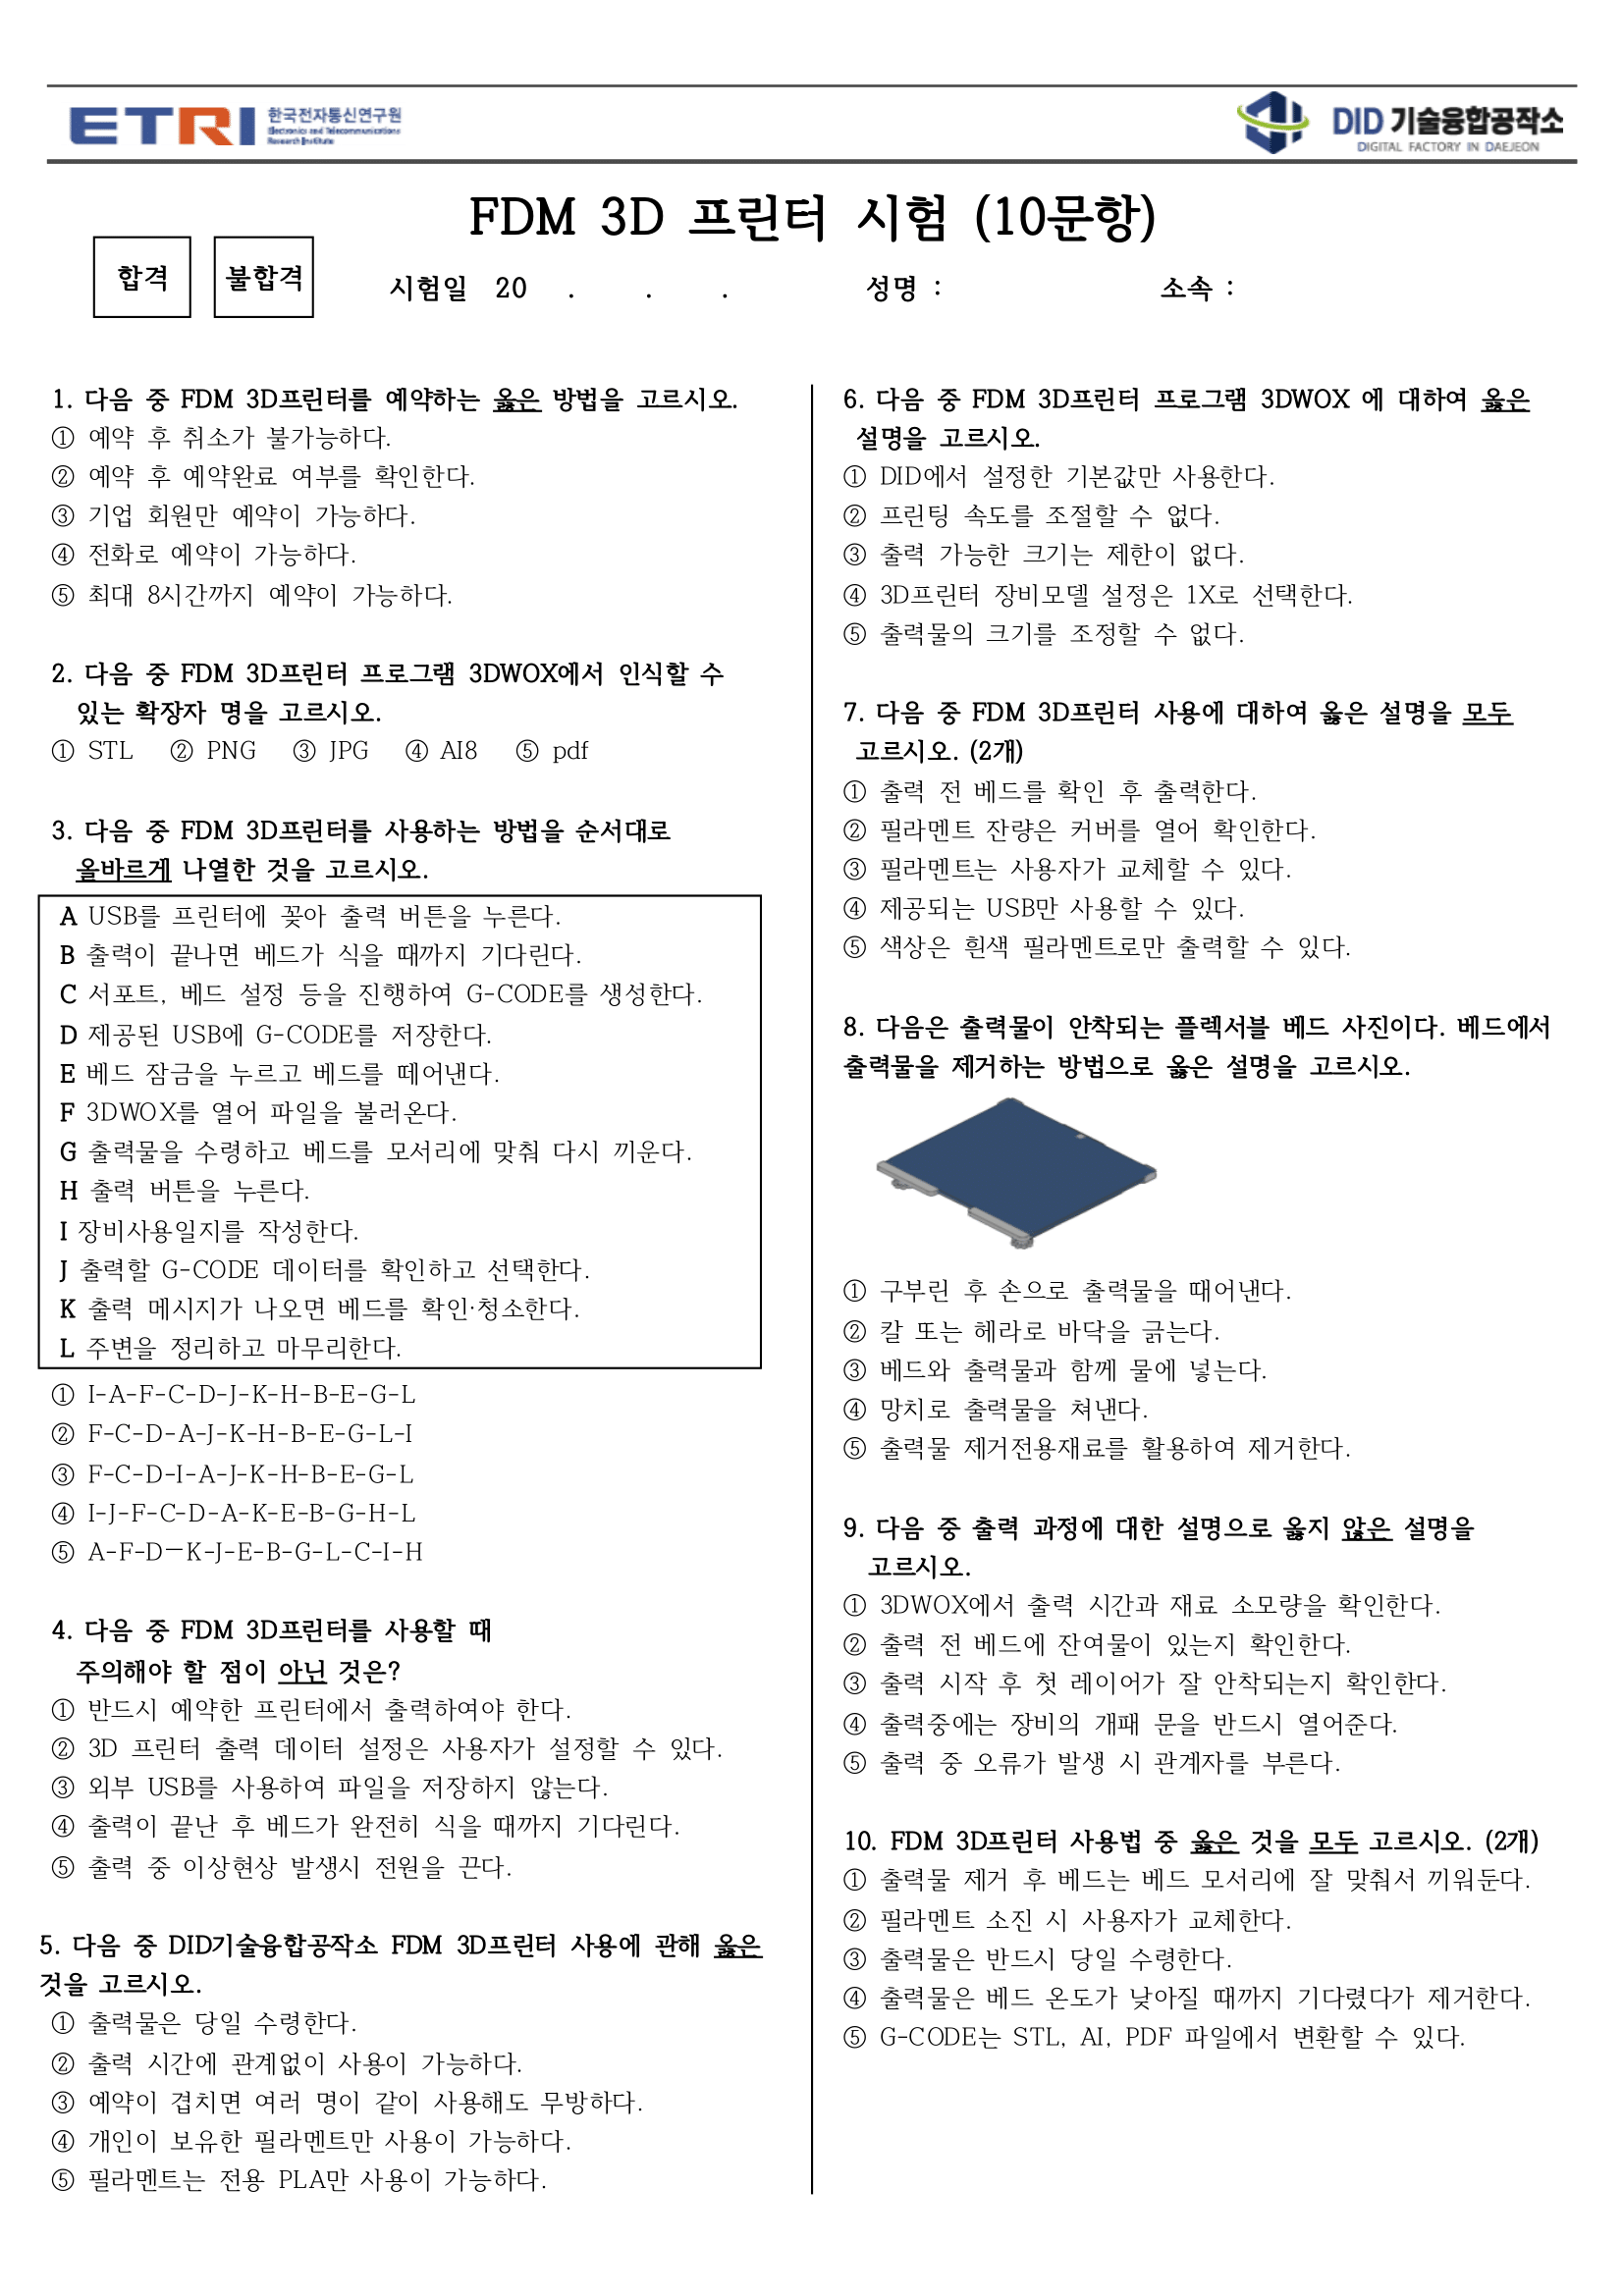 ETRI 한국전자통신연구원
Electronics and Telecommunications
Research Institute
DID 기술융합공작소
DIGITAL FACTORY IN DAEJEON
FDM 3D 프린터 시험 (10문항)
합격 불합격 시험일 20 . . . 성명 : 소속 :
1. 다음 중 FDM 3D프린터를 예약하는 옳은 방법을 고르시오.
① 예약 후 취소가 불가능하다.
② 예약 후 예약완료 여부를 확인한다.
③ 기업 회원만 예약이 가능하다.
④ 전화로 예약이 가능하다.
⑤ 최대 8시간까지 예약이 가능하다.
2. 다음 중 FDM 3D프린터 프로그램 3DWOX에서 인식할 수
있는 확장자 명을 고르시오.
① STL ② PNG ③ JPG ④ AI8 ⑤ pdf
3. 다음 중 FDM 3D프린터를 사용하는 방법을 순서대로
올바르게 나열한 것을 고르시오.
A USB를 프린터에 꽂아 출력 버튼을 누른다.
B 출력이 끝나면 베드가 식을 때까지 기다린다.
C 서포트, 베드 설정 등을 진행하여 G-CODE를 생성한다.
D 제공된 USB에 G-CODE를 저장한다.
E 베드 잠금을 누르고 베드를 떼어낸다.
F 3DWOX를 열어 파일을 불러온다.
G 출력물을 수령하고 베드를 모서리에 맞춰 다시 끼운다.
H 출력 버튼을 누른다.
I 장비사용일지를 작성한다.
J 출력할 G-CODE 데이터를 확인하고 선택한다.
K 출력 메시지가 나오면 베드를 확인·청소한다.
L 주변을 정리하고 마무리한다.
① I-A-F-C-D-J-K-H-B-E-G-L
② F-C-D-A-J-K-H-B-E-G-L-I
③ F-C-D-I-A-J-K-H-B-E-G-L
④ I-J-F-C-D-A-K-E-B-G-H-L
⑤ A-F-D—K-J-E-B-G-L-C-I-H
4. 다음 중 FDM 3D프린터를 사용할 때
주의해야 할 점이 아닌 것은?
① 반드시 예약한 프린터에서 출력하여야 한다.
② 3D 프린터 출력 데이터 설정은 사용자가 설정할 수 있다.
③ 외부 USB를 사용하여 파일을 저장하지 않는다.
④ 출력이 끝난 후 베드가 완전히 식을 때까지 기다린다.
⑤ 출력 중 이상현상 발생시 전원을 끈다.
5. 다음 중 DID기술융합공작소 FDM 3D프린터 사용에 관해 옳은
것을 고르시오.
① 출력물은 당일 수령한다.
② 출력 시간에 관계없이 사용이 가능하다.
③ 예약이 겹치면 여러 명이 같이 사용해도 무방하다.
④ 개인이 보유한 필라멘트만 사용이 가능하다.
⑤ 필라멘트는 전용 PLA만 사용이 가능하다.
6. 다음 중 FDM 3D프린터 프로그램 3DWOX 에 대하여 옳은
설명을 고르시오.
① DID에서 설정한 기본값만 사용한다.
② 프린팅 속도를 조절할 수 없다.
③ 출력 가능한 크기는 제한이 없다.
④ 3D프린터 장비모델 설정은 1X로 선택한다.
⑤ 출력물의 크기를 조정할 수 없다.
7. 다음 중 FDM 3D프린터 사용에 대하여 옳은 설명을 모두
고르시오. (2개)
① 출력 전 베드를 확인 후 출력한다.
② 필라멘트 잔량은 커버를 열어 확인한다.
③ 필라멘트는 사용자가 교체할 수 있다.
④ 제공되는 USB만 사용할 수 있다.
⑤ 색상은 흰색 필라멘트로만 출력할 수 있다.
8. 다음은 출력물이 안착되는 플렉서블 베드 사진이다. 베드에서
출력물을 제거하는 방법으로 옳은 설명을 고르시오.
① 구부린 후 손으로 출력물을 때어낸다.
② 칼 또는 헤라로 바닥을 긁는다.
③ 베드와 출력물과 함께 물에 넣는다.
④ 망치로 출력물을 쳐낸다.
⑤ 출력물 제거전용재료를 활용하여 제거한다.
9. 다음 중 출력 과정에 대한 설명으로 옳지 않은 설명을
고르시오.
① 3DWOX에서 출력 시간과 재료 소모량을 확인한다.
② 출력 전 베드에 잔여물이 있는지 확인한다.
③ 출력 시작 후 첫 레이어가 잘 안착되는지 확인한다.
④ 출력중에는 장비의 개패 문을 반드시 열어준다.
⑤ 출력 중 오류가 발생 시 관계자를 부른다.
10. FDM 3D프린터 사용법 중 옳은 것을 모두 고르시오. (2개)
① 출력물 제거 후 베드는 베드 모서리에 잘 맞춰서 끼워둔다.
② 필라멘트 소진 시 사용자가 교체한다.
③ 출력물은 반드시 당일 수령한다.
④ 출력물은 베드 온도가 낮아질 때까지 기다렸다가 제거한다.
⑤ G-CODE는 STL, AI, PDF 파일에서 변환할 수 있다.